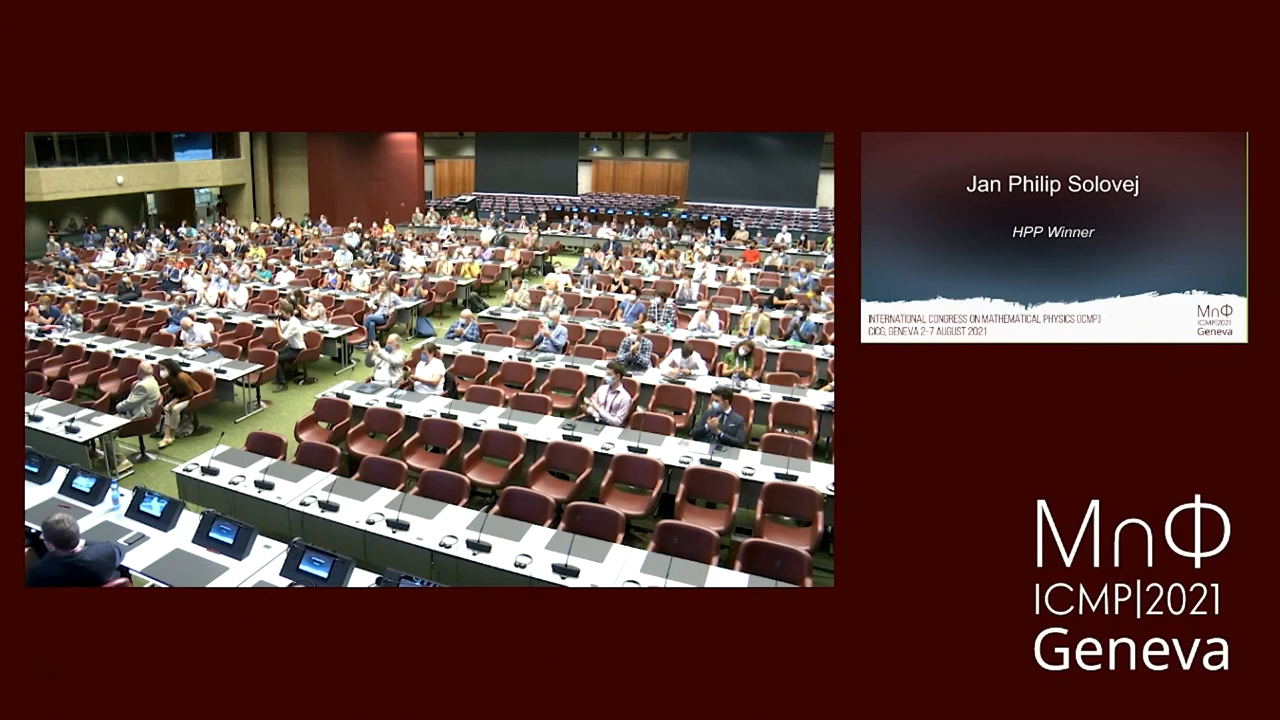 Jan Philip Solovej
HPP Winner
INTERNATIONAL CONGRESS ON MATHEMATICAL PHYSICS (ICMP)
CICG, GENEVA 2-7 AUGUST 2021
MnΦ
ICMP|2021
Geneva
MnΦ
ICMP|2021
Geneva